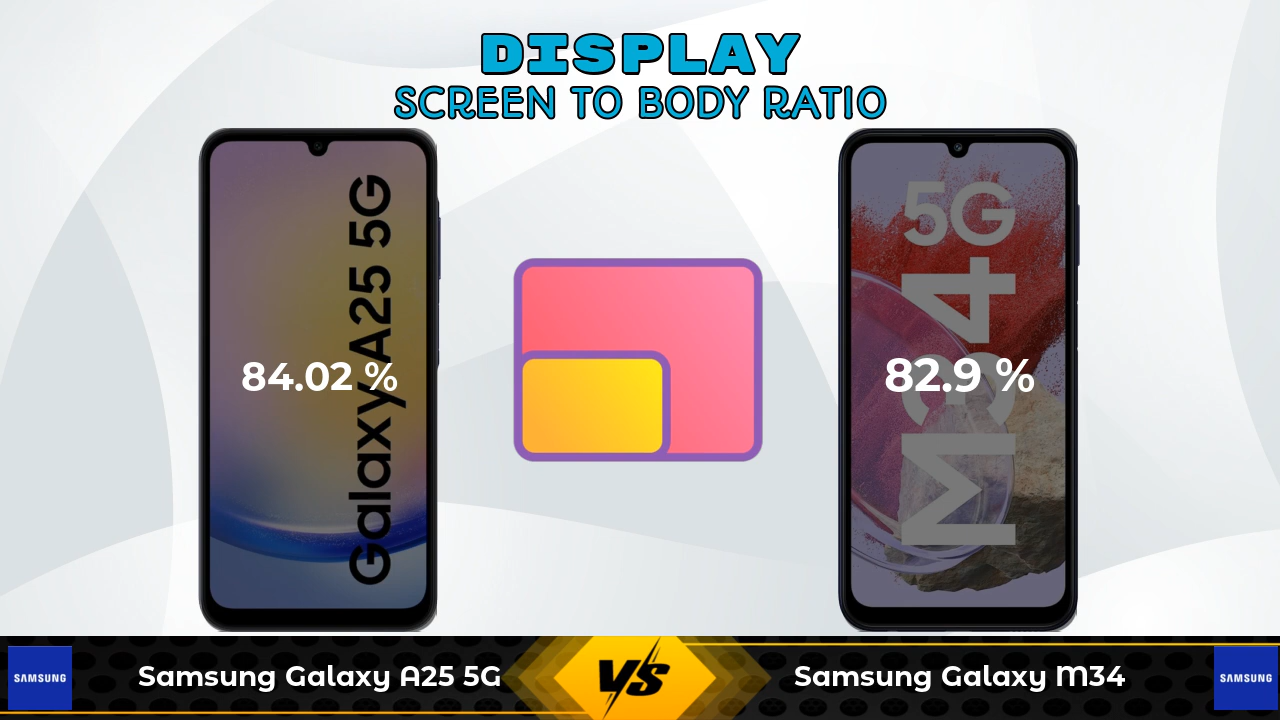 DISPLAY
SCREEN TO BODY RATIO
Galaxy A25 5G
84.02 %
5G
M34
82.9 %
SAMSUNG
Samsung Galaxy A25 5G
VS
Samsung Galaxy M34
SAMSUNG